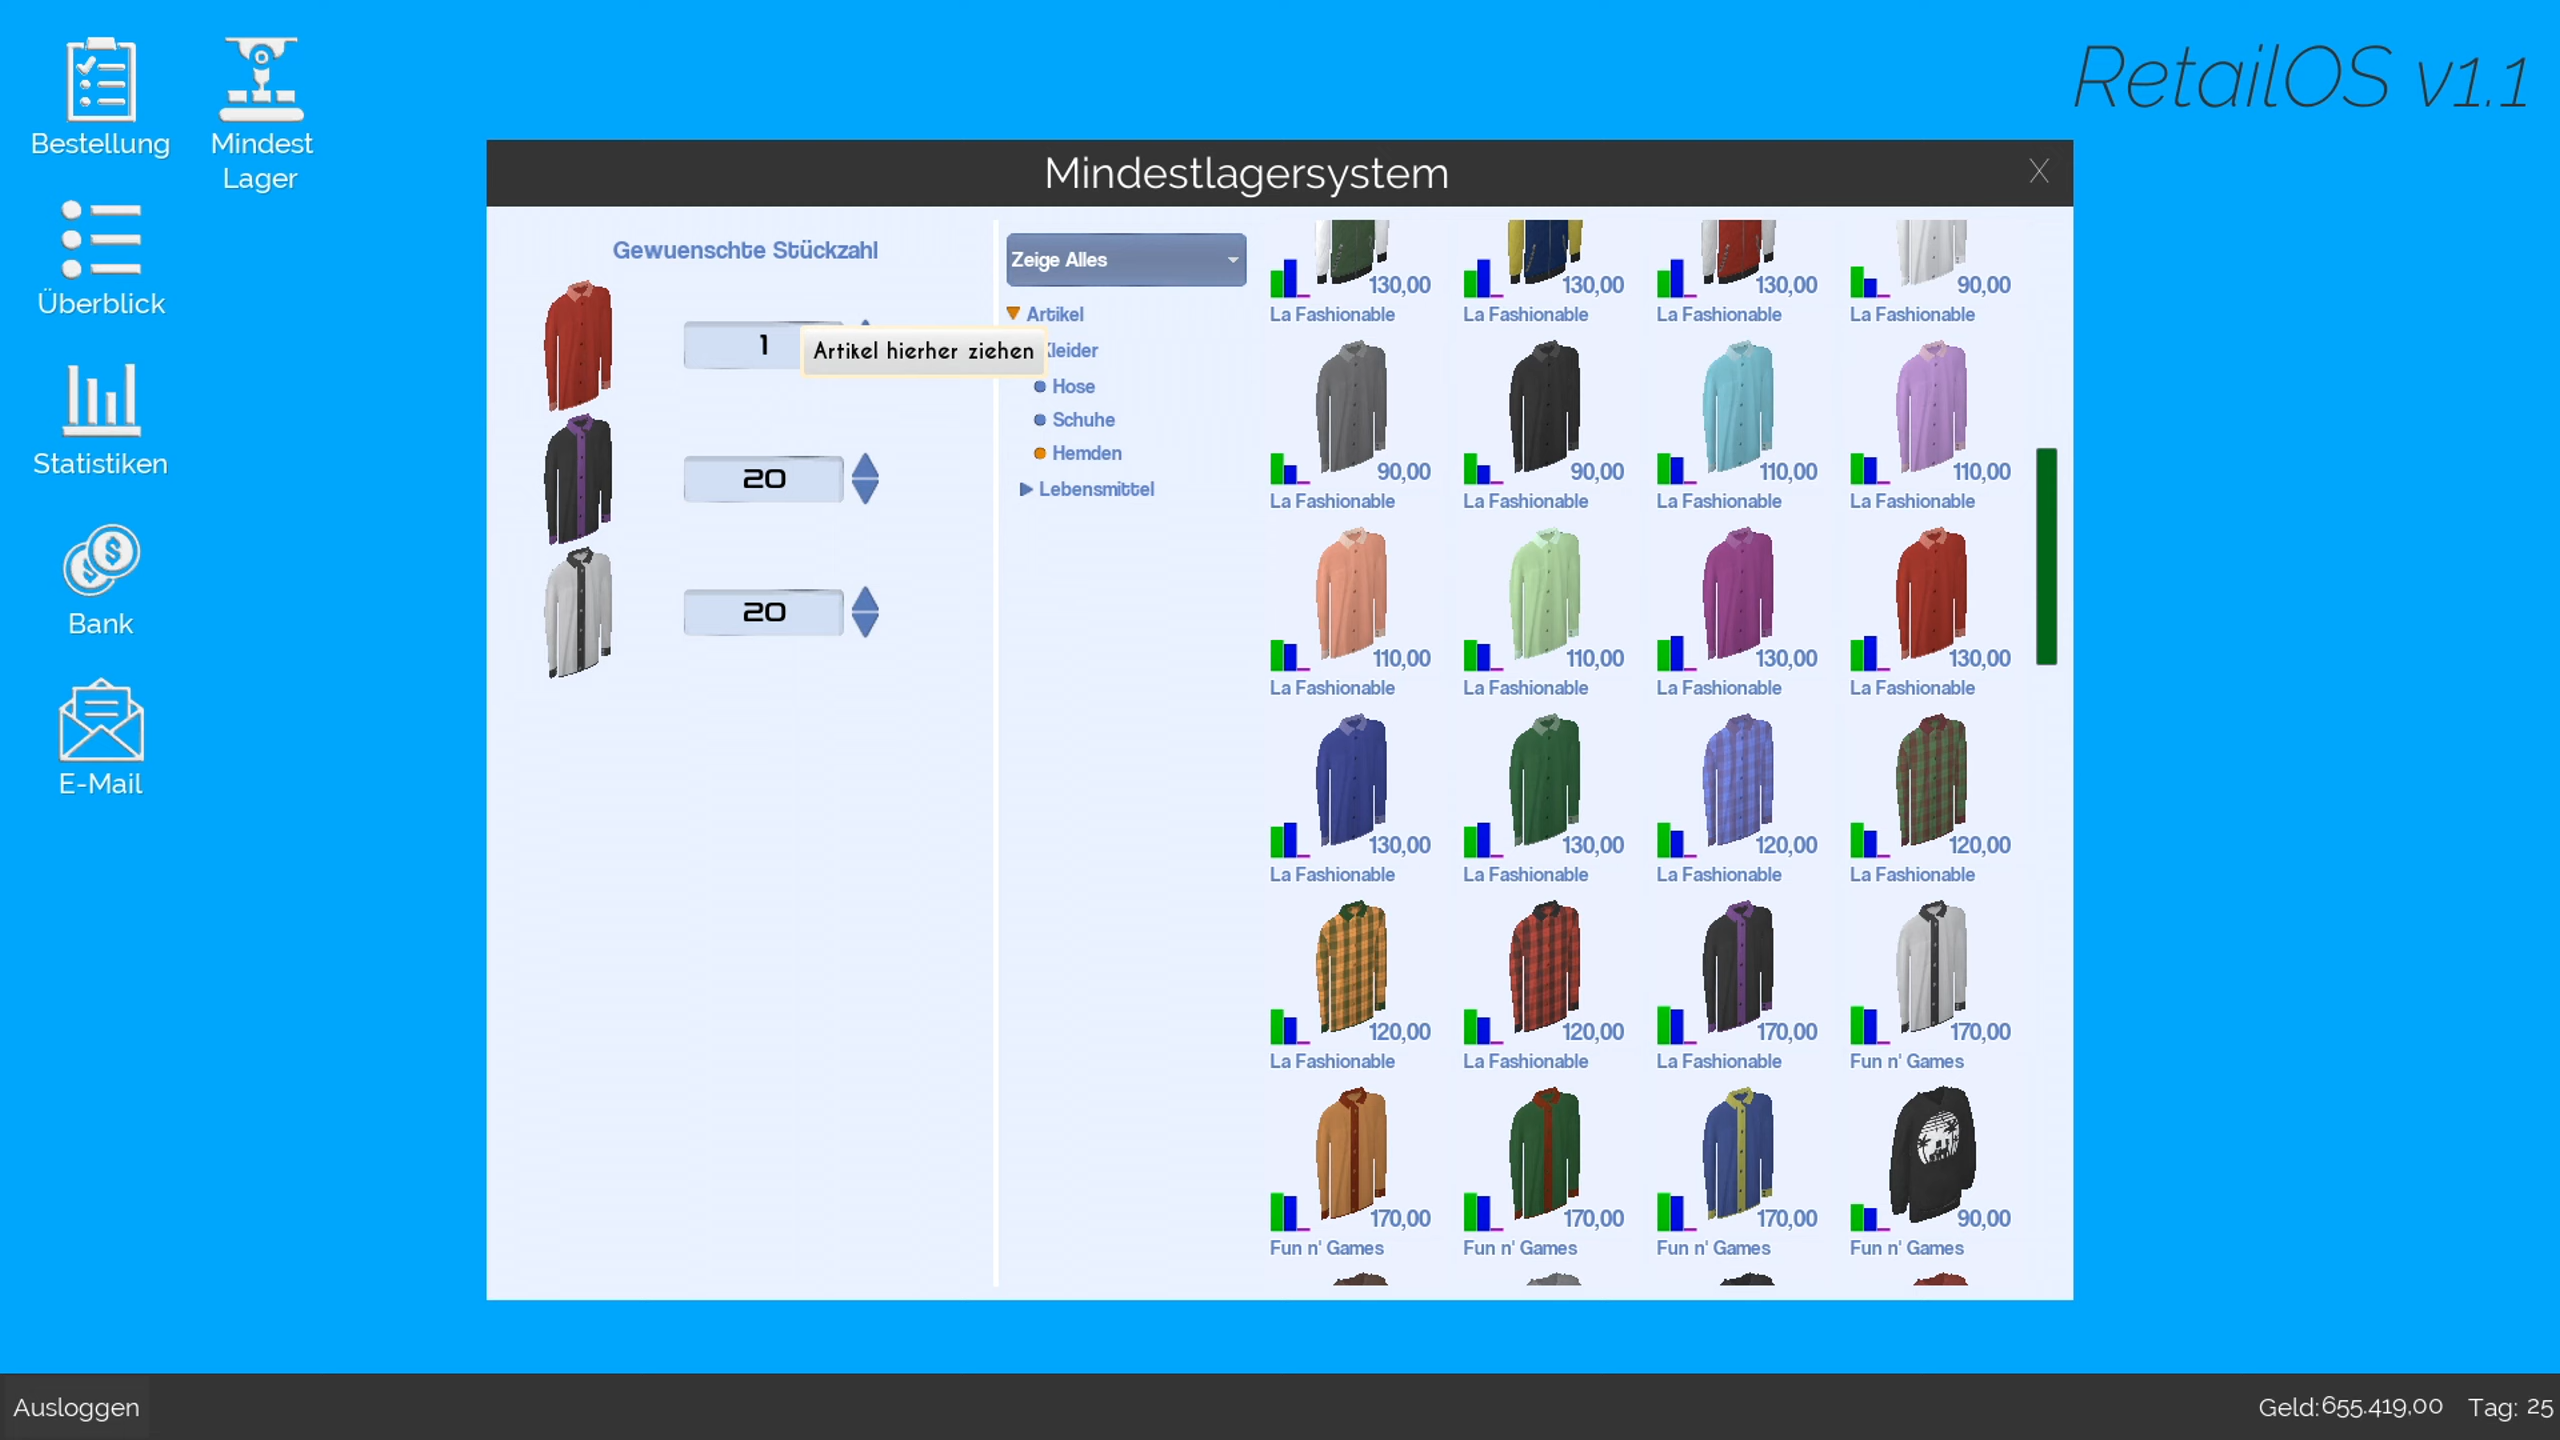 RetailOS v1.1
Bestellung
Mindest
Lager
Überblick
Statistiken
Bank
E-Mail
Mindestlagersystem
X
Gewuenschte Stückzahl
1
20
20
Artikel hierher ziehen
Zeige Alles
Artikel
Kleider
Hose
Schuhe
Hemden
Lebensmittel
130,00 130,00 130,00 90,00
La Fashionable La Fashionable La Fashionable La Fashionable
90,00 90,00 110,00 110,00
La Fashionable La Fashionable La Fashionable La Fashionable
110,00 110,00 130,00 130,00
La Fashionable La Fashionable La Fashionable La Fashionable
130,00 130,00 120,00 120,00
La Fashionable La Fashionable La Fashionable La Fashionable
120,00 120,00 170,00 170,00
La Fashionable La Fashionable La Fashionable Fun n' Games
170,00 170,00 170,00 90,00
Fun n' Games Fun n' Games Fun n' Games Fun n' Games
Ausloggen
Geld:655.419,00 Tag: 25